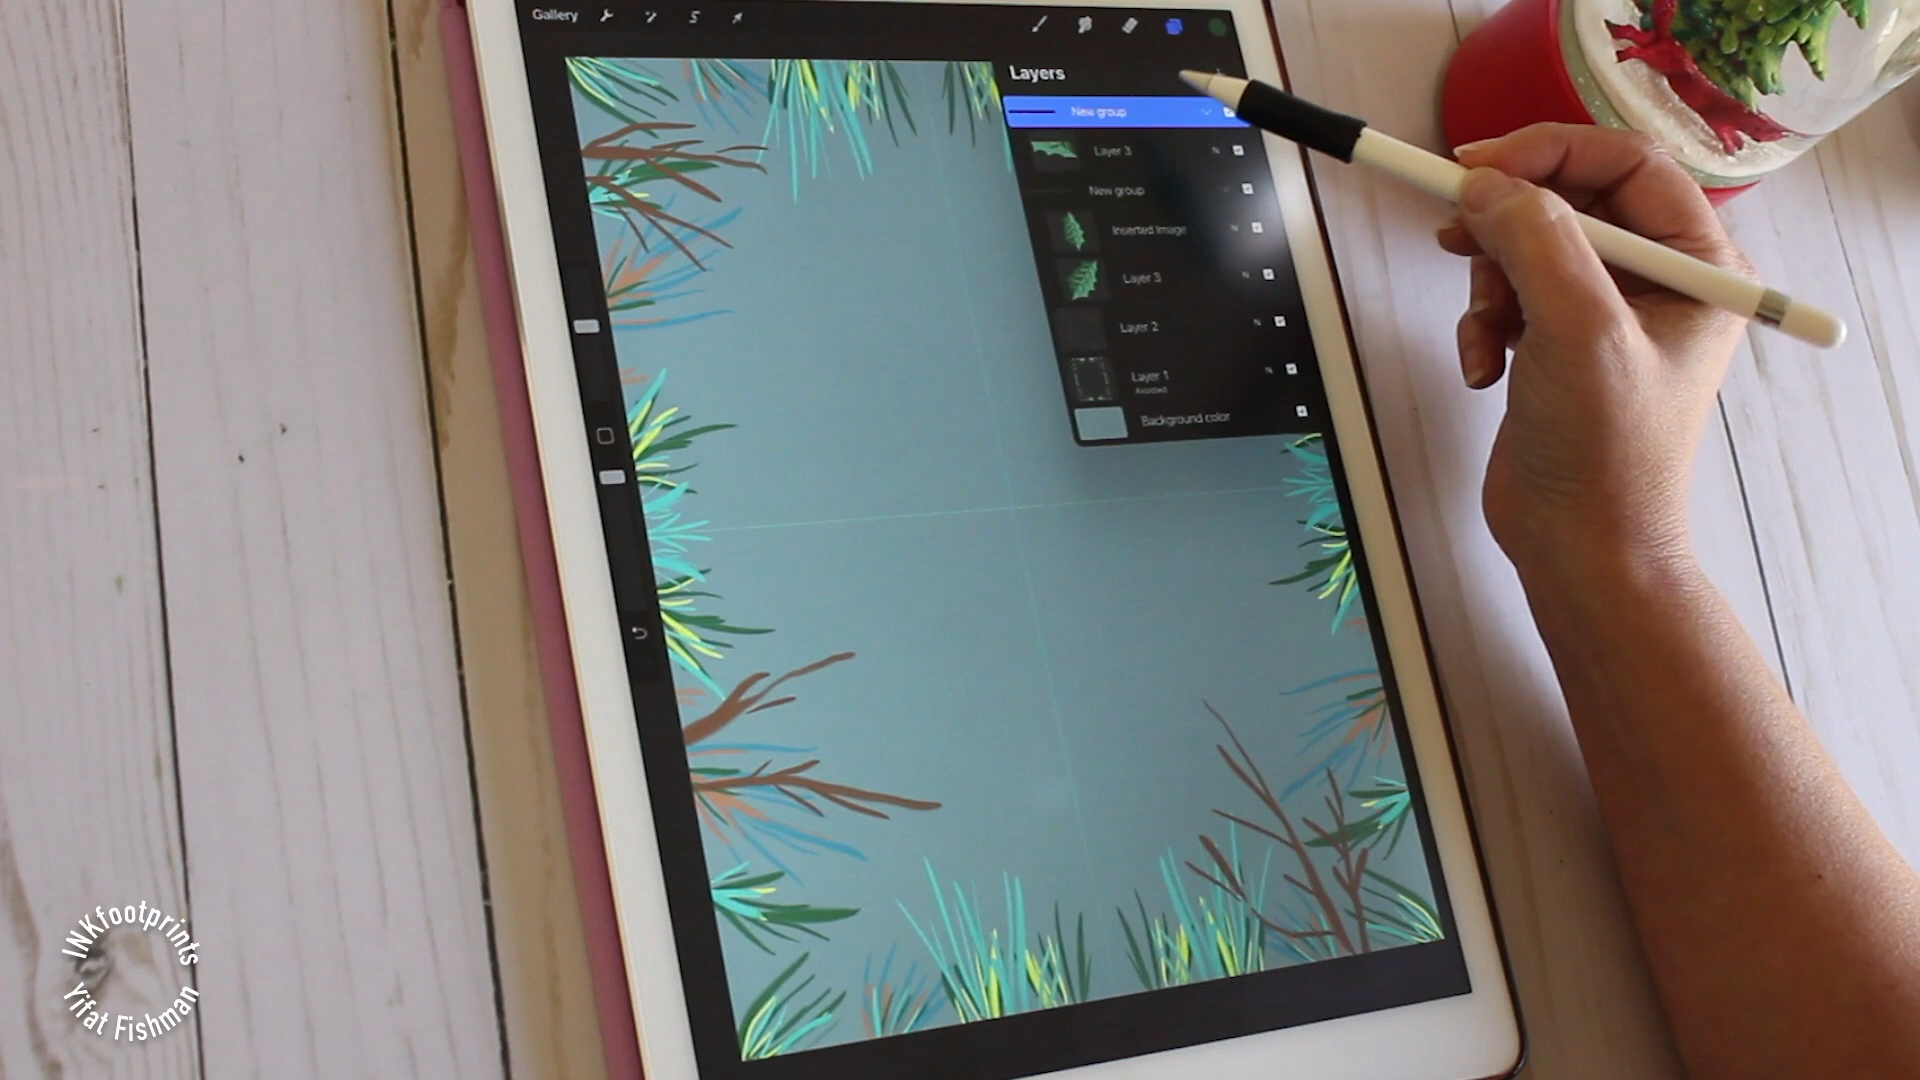 Gallery
Layers
New group
Layer 3
N
New group
Inserted Image
N
Layer 3
N
Layer 2
N
Layer 1
N
Assisted
Background color
INKfootprints
Yifat Fishman